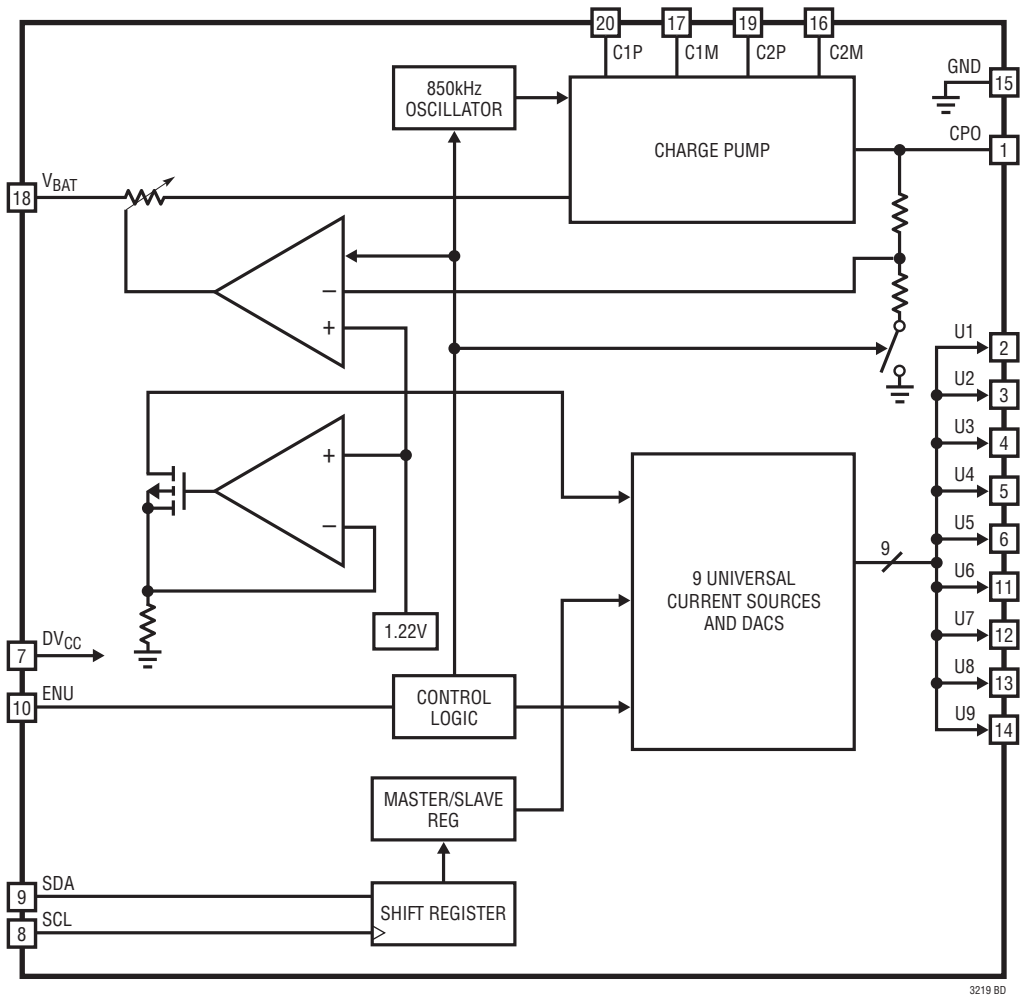 20
17
19
16
C1P
C1M
C2P
C2M
GND
15
850kHz
OSCILLATOR
CHARGE PUMP
CPO
1
18
VBAT
–
+
U1
2
U2
3
+
U3
4
U4
5
U5
6
–
9
U6
11
9 UNIVERSAL
CURRENT SOURCES
AND DACS
1.22V
U7
12
7
DVCC
U8
13
10
ENU
CONTROL
LOGIC
U9
14
MASTER/SLAVE
REG
9
SDA
SHIFT REGISTER
8
SCL
3219 BD